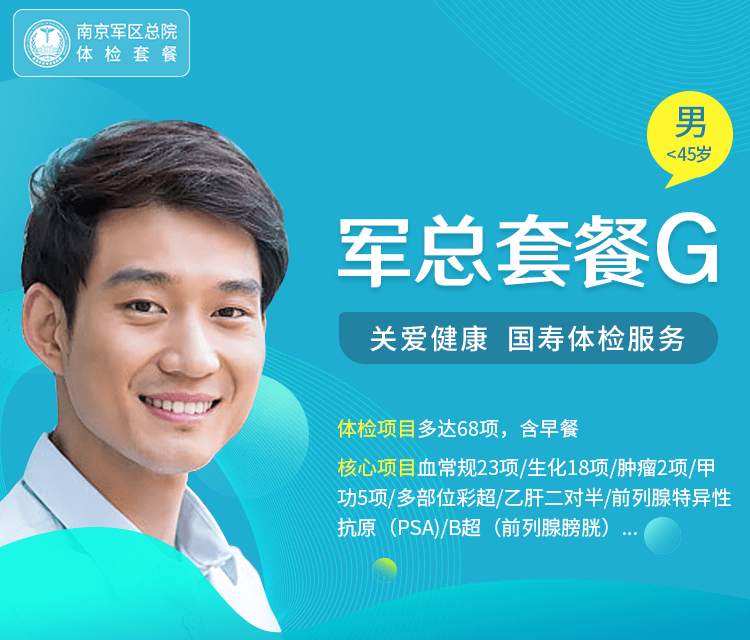 南京军区总院
体检套餐
男
<45岁
军总套餐G
关爱健康 国寿体检服务
体检项目多达68项，含早餐
核心项目血常规23项/生化18项/肿瘤2项/甲
功5项/多部位彩超/乙肝二对半/前列腺特异性
抗原（PSA)/B超（前列腺膀胱）...